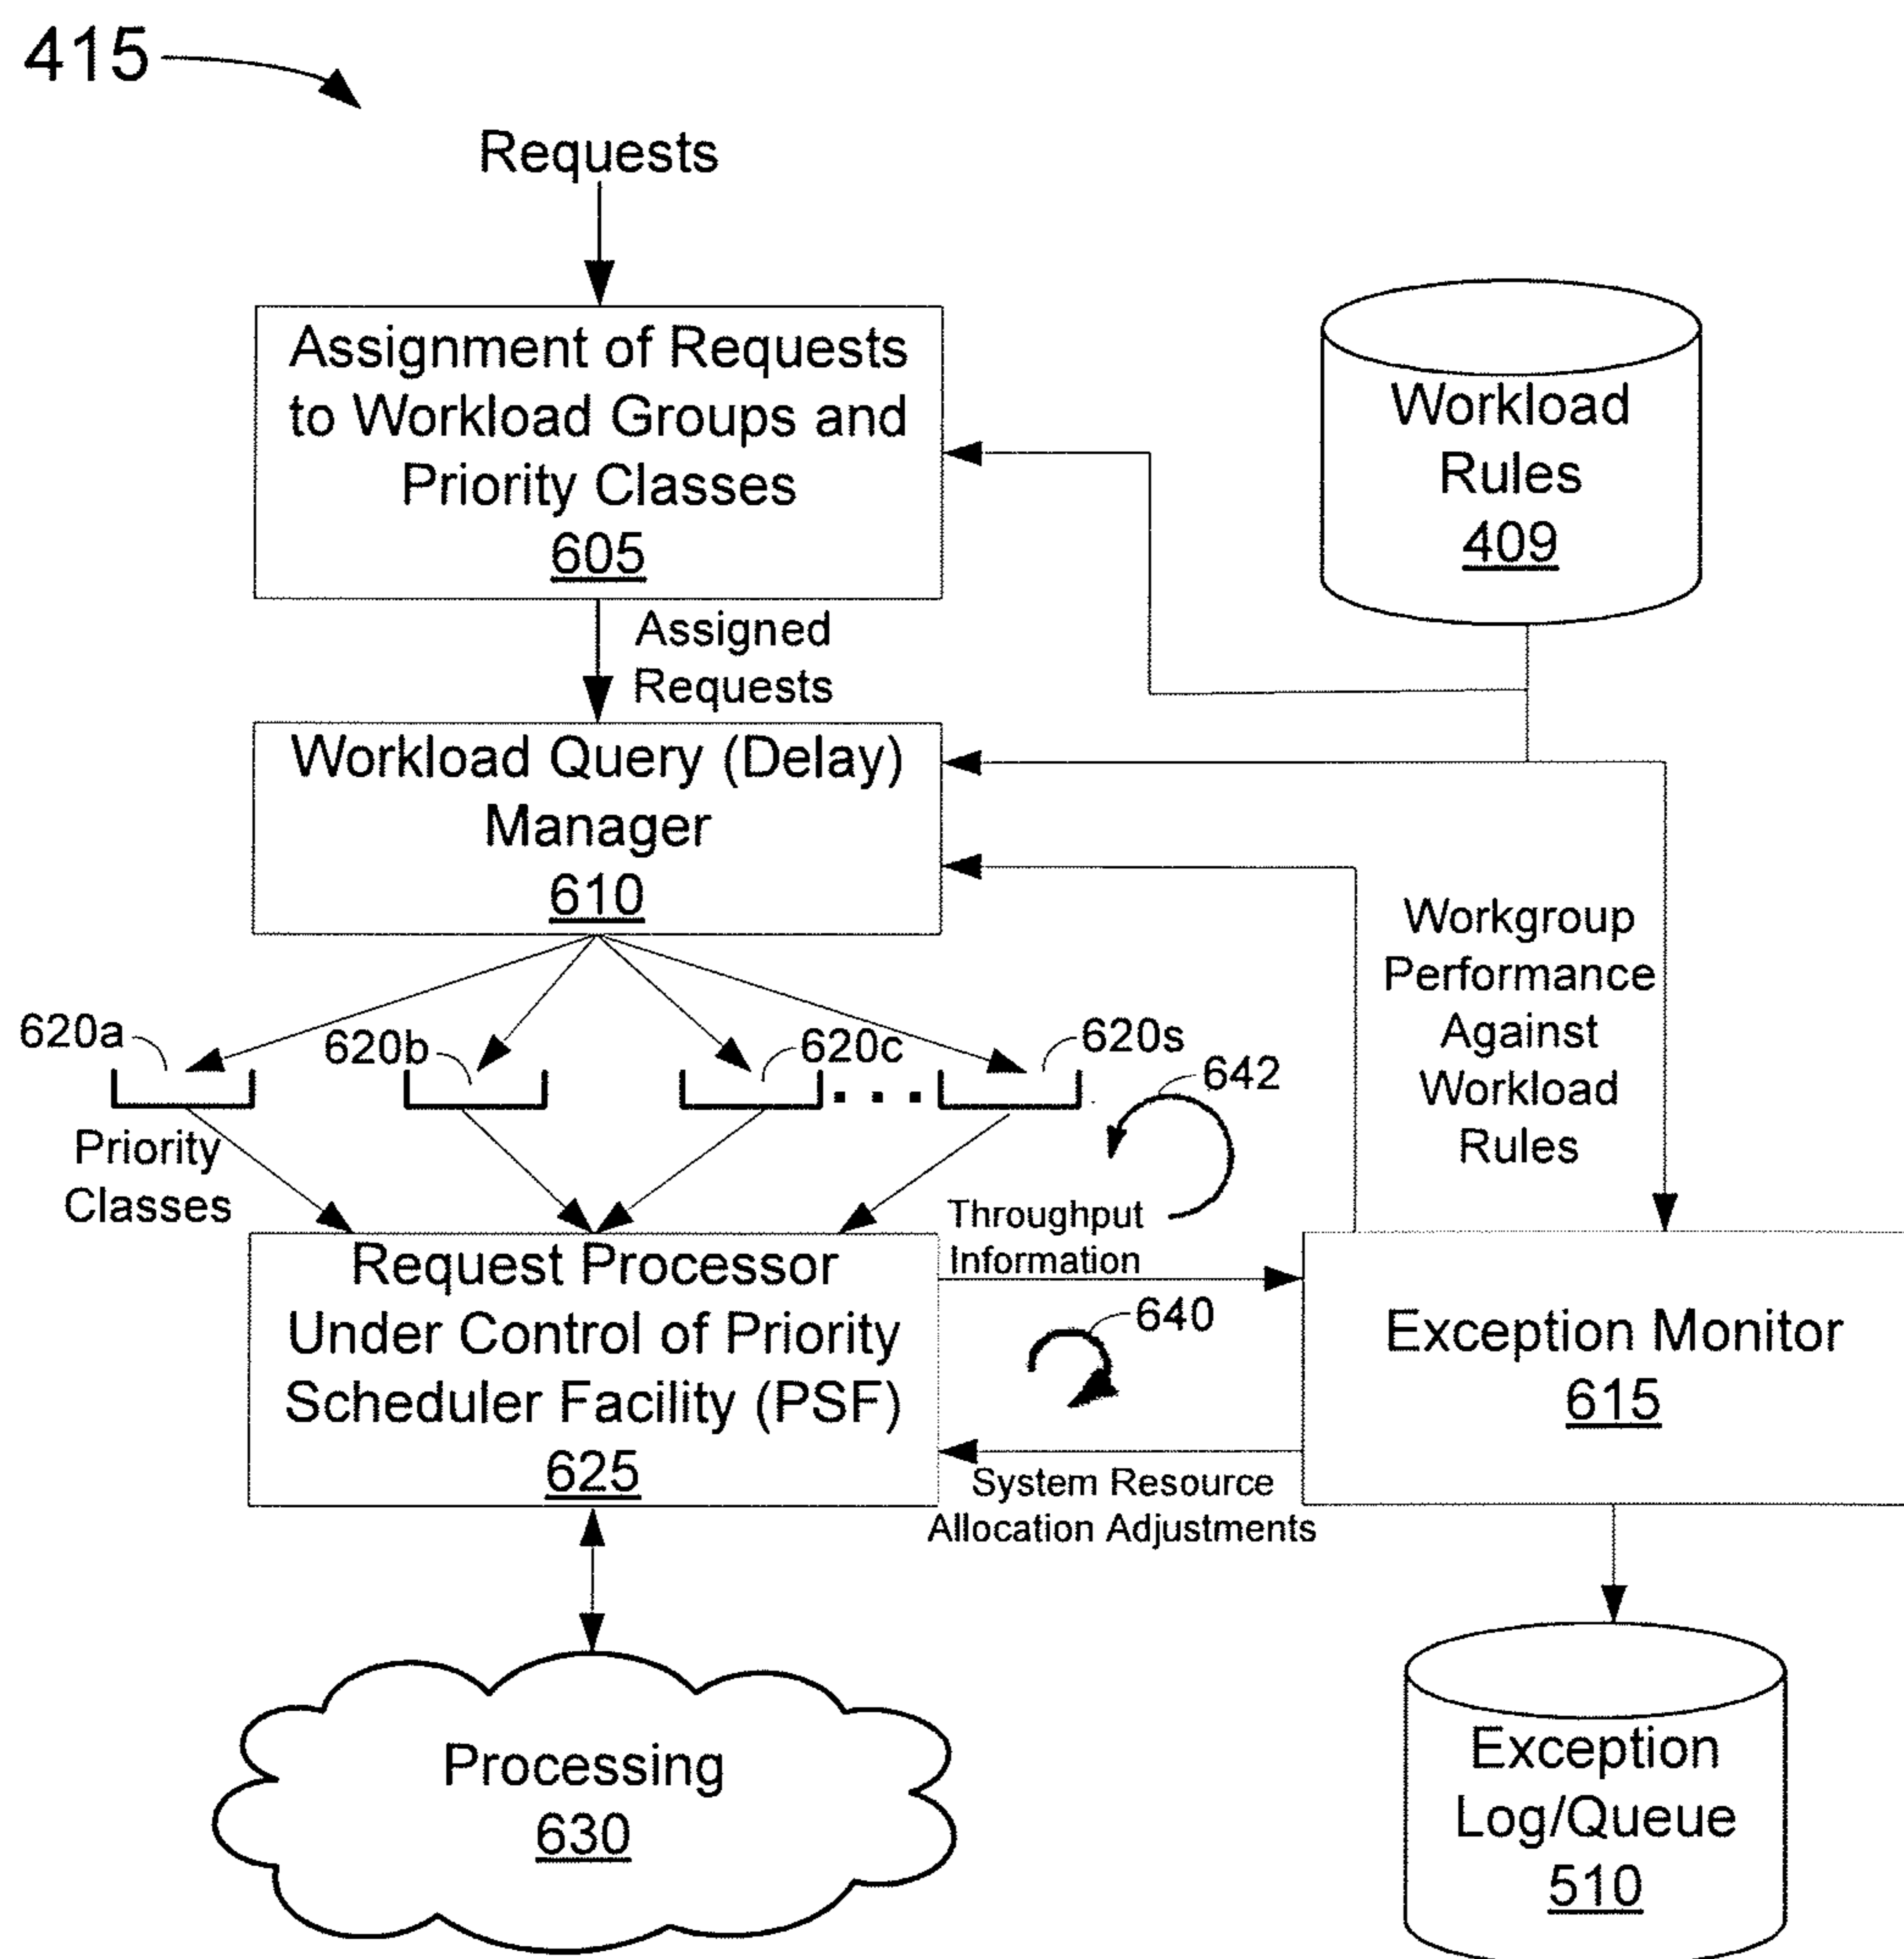 415
Requests
Assignment of Requests
to Workload Groups and
Priority Classes
605
Workload
Rules
409
Assigned
Requests
Workload Query (Delay)
Manager
610
Workgroup
Performance
Against
Workload
Rules
620a
620b
620c
620s
642
. . .
Priority
Classes
Throughput
Information
Request Processor
Under Control of Priority
Scheduler Facility (PSF)
625
640
Exception Monitor
615
System Resource
Allocation Adjustments
Processing
630
Exception
Log/Queue
510